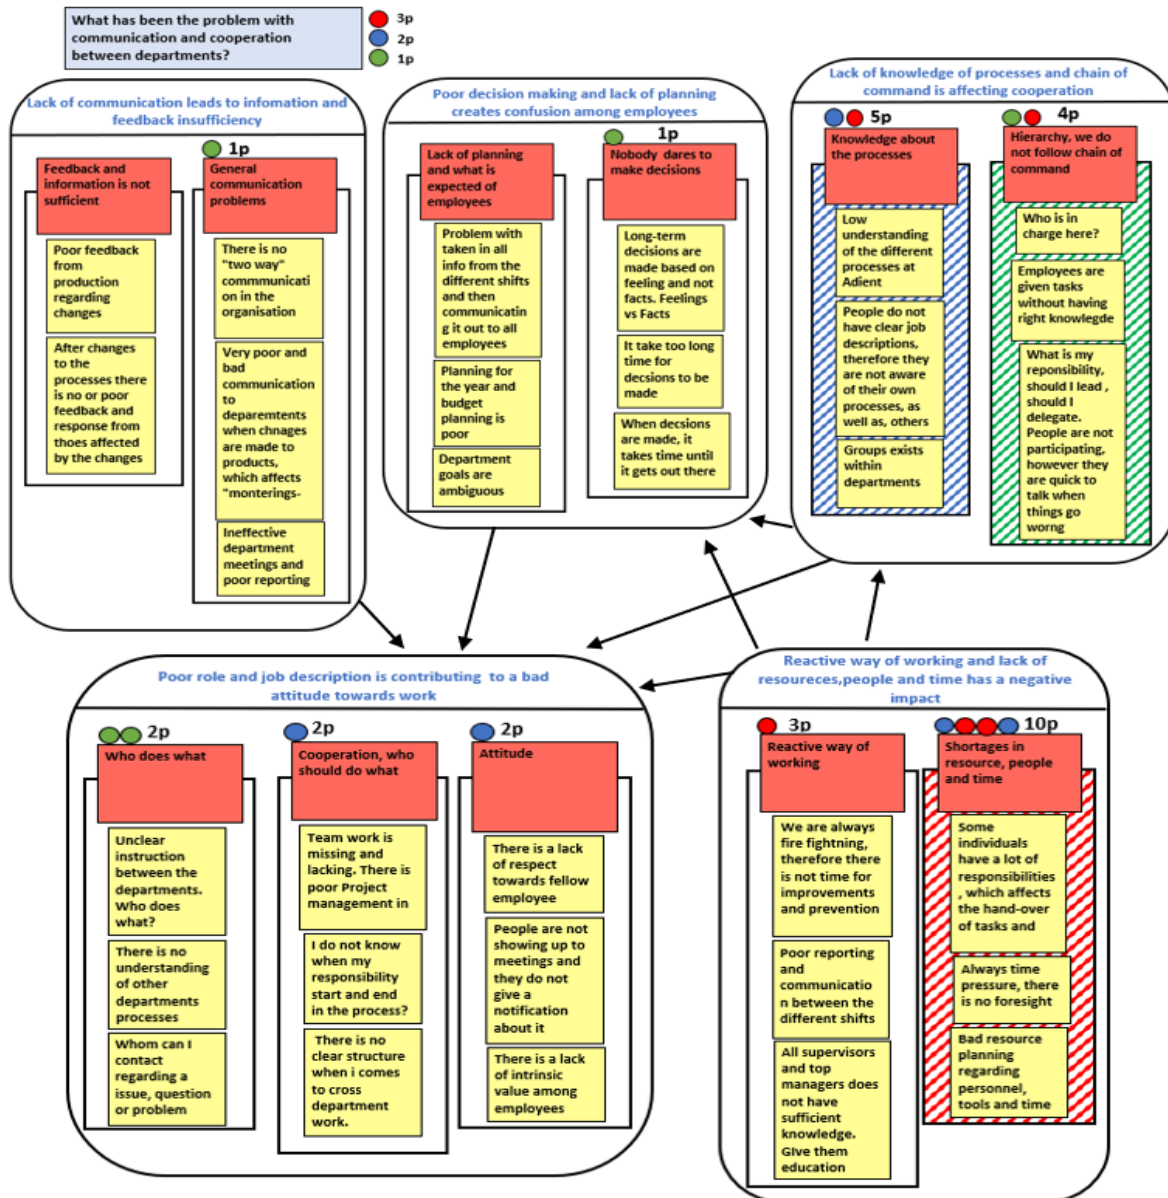 What has been the problem with
communication and cooperation
between departments?
3p
2p
1p
Lack of communication leads to infomation and
feedback insufficiency
1p
Feedback and
information is not
sufficient
Poor feedback
from
production
regarding
changes
After changes
to the
processes there
is no or poor
feedback and
response from
thoes affected
by the changes
General
communication
problems
There is no
"two way"
commmunicati
on in the
organisation
Very poor and
bad
communication
to
deparemtents
when chnages
are made to
products,
which affects
"monterings-
Ineffective
department
meetings and
poor reporting
Poor decision making and lack of planning
creates confusion among employees
1p
Lack of planning
and what is
expected of
employees
Problem with
taken in all
info from the
different shifts
and then
communicatin
g it out to all
employees
Planning for
the year and
budget
planning is
poor
Department
goals are
ambiguous
Nobody dares to
make decisions
Long-term
decisions are
made based on
feeling and not
facts. Feelings
vs Facts
It take too long
time for
decsions to be
made
When decsions
are made, it
takes time until
it gets out there
Lack of knowledge of processes and chain of
command is affecting cooperation
5p
4p
Knowledge about
the processes
Low
understanding
of the different
processes at
Adient
People do not
have clear job
descriptions,
therefore they
are not aware
of their own
processes, as
well as, others
Groups exists
within
departments
Hierarchy, we do
not follow chain of
command
Who is in
charge here?
Employees are
given tasks
without having
right knowlegde
What is my
reponsibility,
should I lead ,
should I
delegate.
People are not
participating,
however they
are quick to
talk when
things go
worng
Poor role and job description is contributing to a bad
attitude towards work
2p
2p
2p
Who does what
Unclear
instruction
between the
departments.
Who does
what?
There is no
understanding
of other
departments
processes
Whom can I
contact
regarding a
issue, question
or problem
Cooperation, who
should do what
Team work is
missing and
lacking. There is
poor Project
management in
I do not know
when my
responsibility
start and end
in the process?
There is no
clear structure
when i comes
to cross
department
work.
Attitude
There is a lack
of respect
towards fellow
employee
People are not
showing up to
meetings and
they do not
give a
notification
about it
There is a lack
of intrinsic
value among
employees
Reactive way of working and lack of
resoureces,people and time has a negative
impact
3p
10p
Reactive way of
working
We are always
fire fightning,
therefore there
is not time for
improvements
and prevention
Poor reporting
and
communicatio
n between the
different shifts
All supervisors
and top
managers does
not have
sufficient
knowledge.
GIve them
education
Shortages in
resource, people
and time
Some
individuals
have a lot of
responsibilities
, which affects
the hand-over
of tasks and
Always time
pressure, there
is no foresight
Bad resource
planning
regarding
personnel,
tools and time